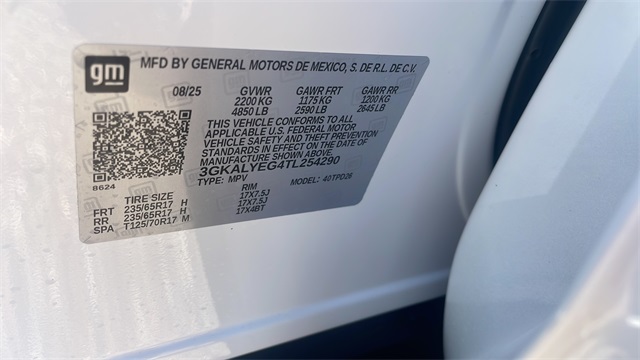 gm MFD BY GENERAL MOTORS DE MEXICO, S. DE R.L. DE C.V.
08/25 GVWR GAWR FRT GAWR RR
2200 KG 1175 KG 1200 KG
4850 LB 2590 LB 2645 LB
THIS VEHICLE CONFORMS TO ALL
APPLICABLE U.S. FEDERAL MOTOR
VEHICLE SAFETY AND THEFT PREVENTION
STANDARDS IN EFFECT ON THE DATE OF
MANUFACTURE SHOWN ABOVE.
3GKALYEG4TL254290
8624 TYPE: MPV MODEL: 40TPD26
TIRE SIZE RIM
FRT 235/65R17 H 17X7.5J
RR 235/65R17 H 17X7.5J
SPA T125/70R17 M 17X4BT